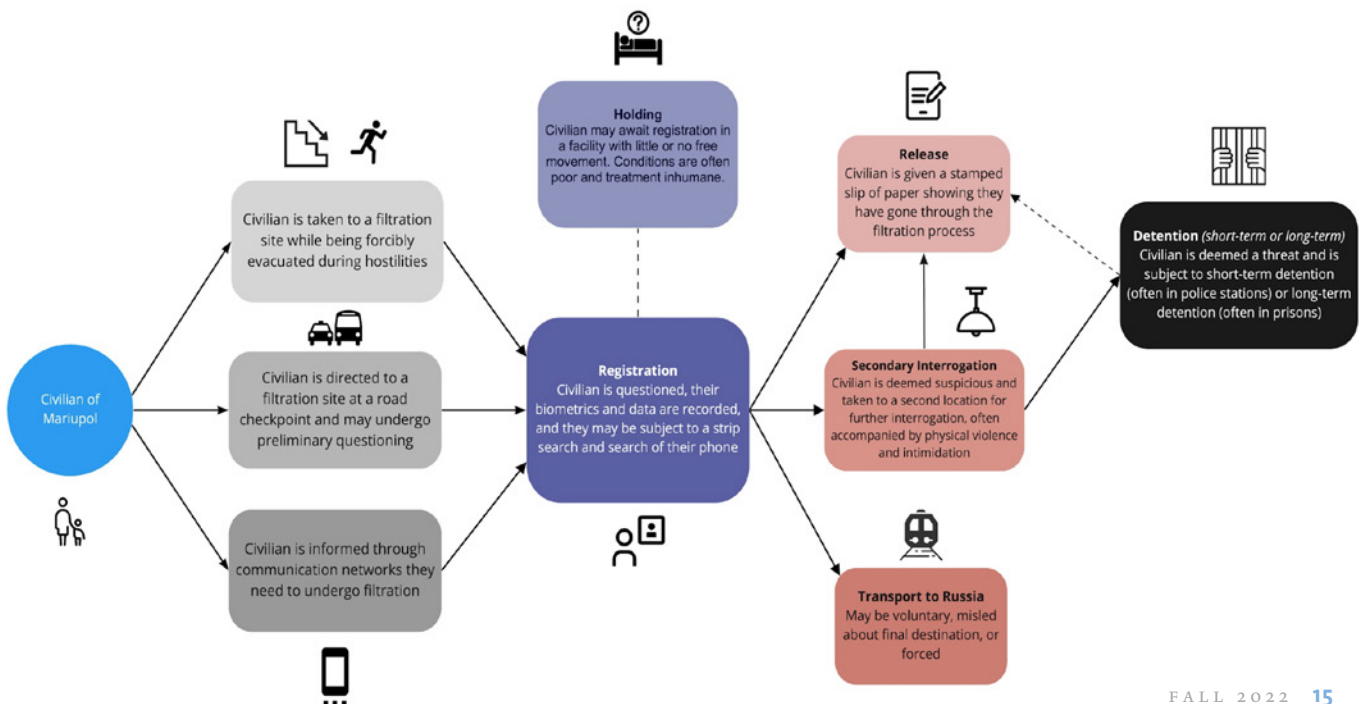 Civilian of
Mariupol
Civilian is taken to a filtration
site while being forcibly
evacuated during hostilities
Civilian is directed to a
filtration site at a road
checkpoint and may undergo
preliminary questioning
Civilian is informed through
communication networks they
need to undergo filtration
?
Holding
Civilian may await registration in
a facility with little or no free
movement. Conditions are often
poor and treatment inhumane.
Registration
Civilian is questioned, their
biometrics and data are recorded,
and they may be subject to a strip
search and search of their phone
Release
Civilian is given a stamped
slip of paper showing they
have gone through the
filtration process
Secondary Interrogation
Civilian is deemed suspicious and
taken to a second location for
further interrogation, often
accompanied by physical violence
and intimidation
Transport to Russia
May be voluntary, misled
about final destination, or
forced
Detention (short-term or long-term)
Civilian is deemed a threat and is
subject to short-term detention
(often in police stations) or long-term
detention (often in prisons)
FALL 2022 15